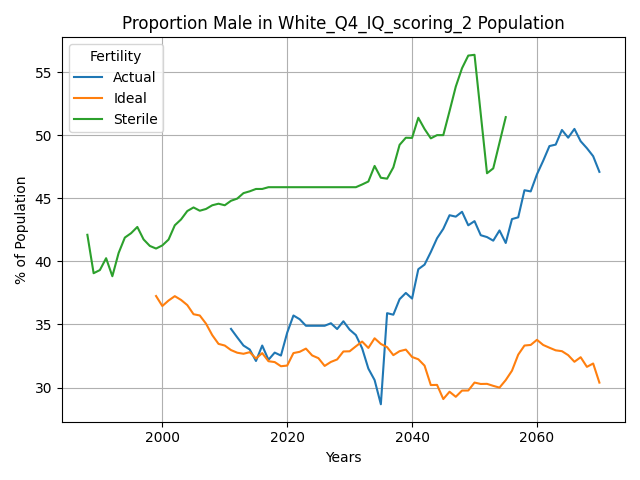 Proportion Male in White_Q4_IQ_scoring_2 Population
Fertility
Actual
Ideal
Sterile
% of Population
55
50
45
40
35
30
2000
2020
2040
2060
Years